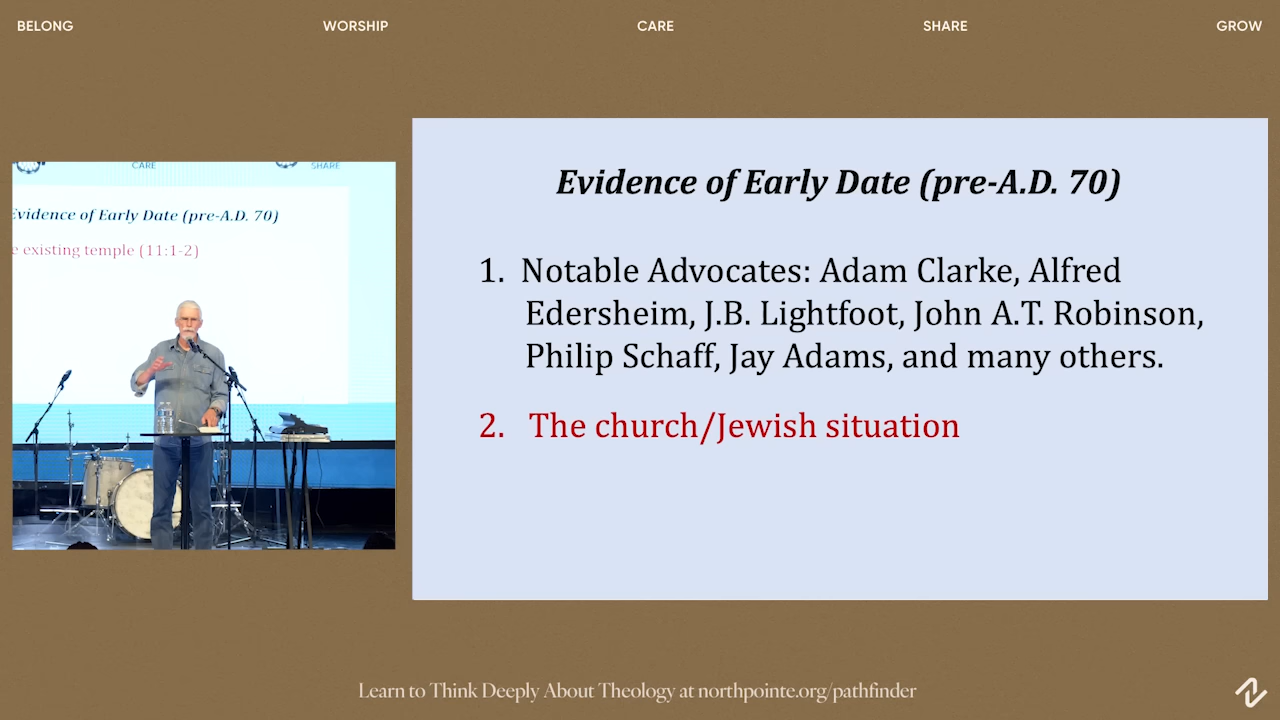 BELONG WORSHIP CARE SHARE GROW
CARE SHARE
Evidence of Early Date (pre-A.D. 70)
existing temple (11:1-2)
Evidence of Early Date (pre-A.D. 70)
1. Notable Advocates: Adam Clarke, Alfred
Edersheim, J.B. Lightfoot, John A.T. Robinson,
Philip Schaff, Jay Adams, and many others.
2. The church/Jewish situation
Learn to Think Deeply About Theology at northpointe.org/pathfinder